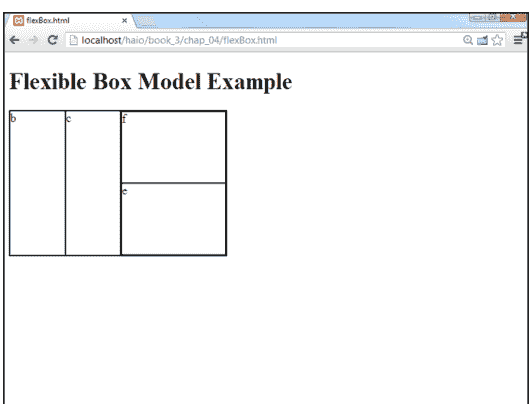 flexBox.html
localhost/haio/book_3/chap_04/flexBox.html
Flexible Box Model Example
b
c
f
e